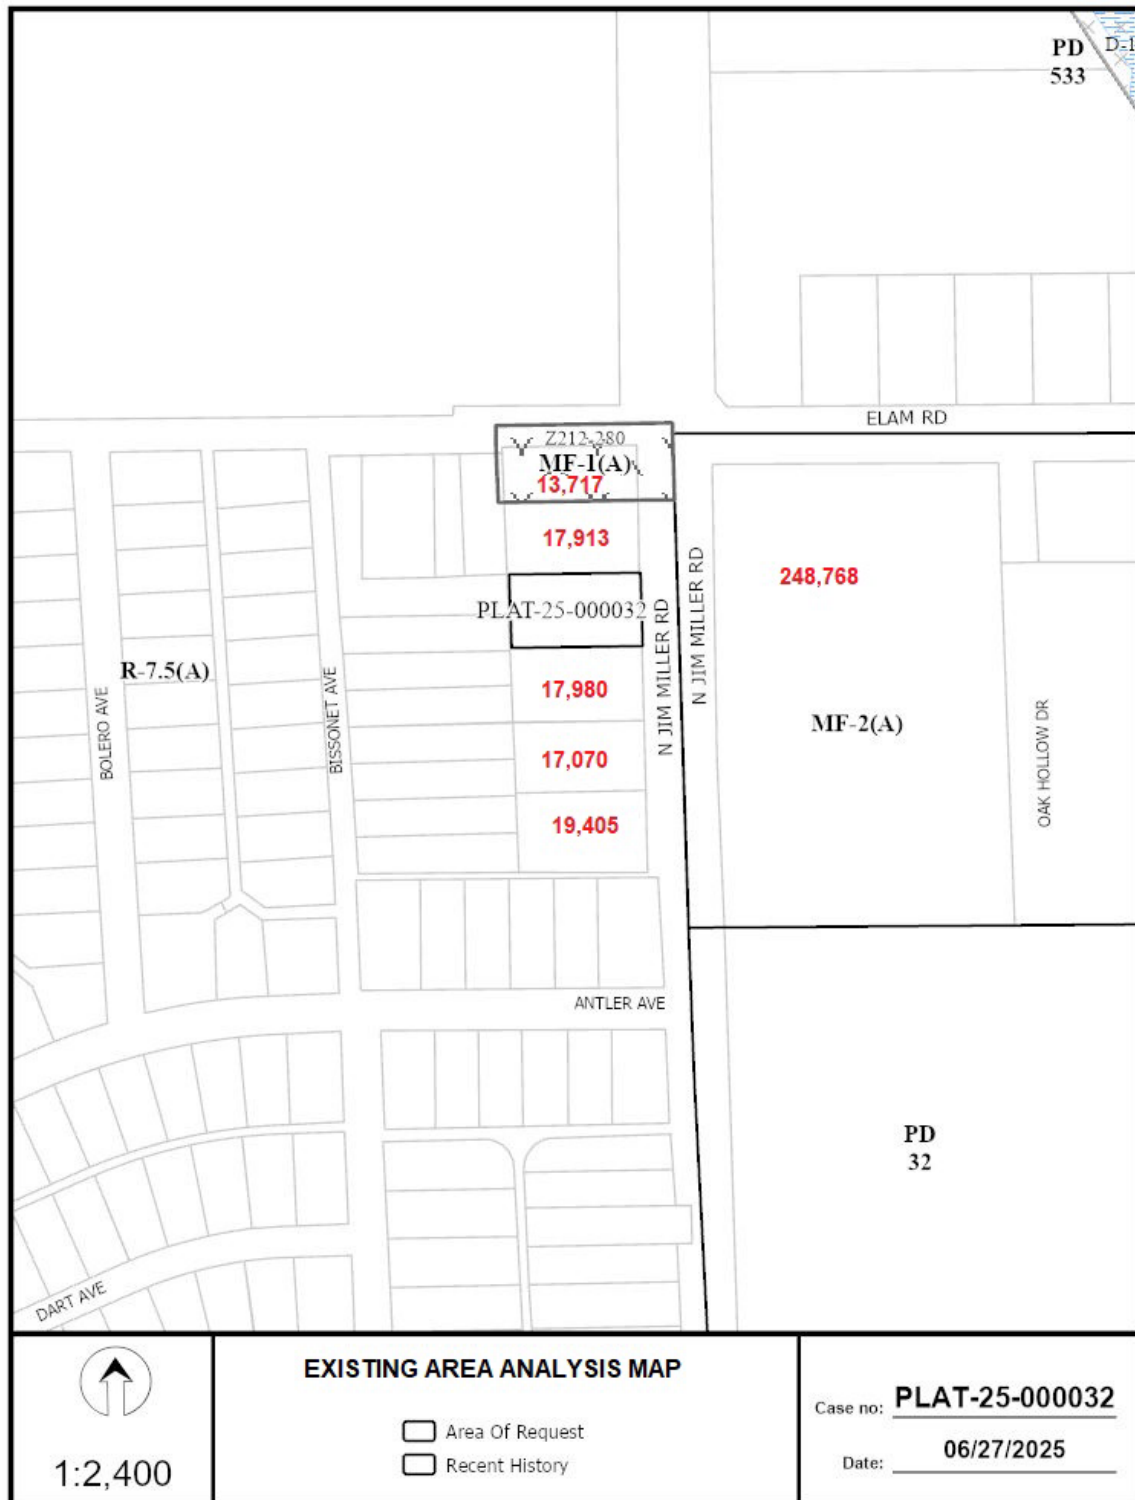 PD
533
D-1
ELAM RD
Z212-280
MF-1(A)
13,717
17,913
PLAT-25-000032
17,980
17,070
19,405
N JIM MILLER RD
N JIM MILLER RD
248,768
MF-2(A)
OAK HOLLOW DR
R-7.5(A)
BOLERO AVE
BISSONET AVE
ANTLER AVE
PD
32
DART AVE
1:2,400
EXISTING AREA ANALYSIS MAP
Area Of Request
Recent History
Case no: PLAT-25-000032
Date: 06/27/2025